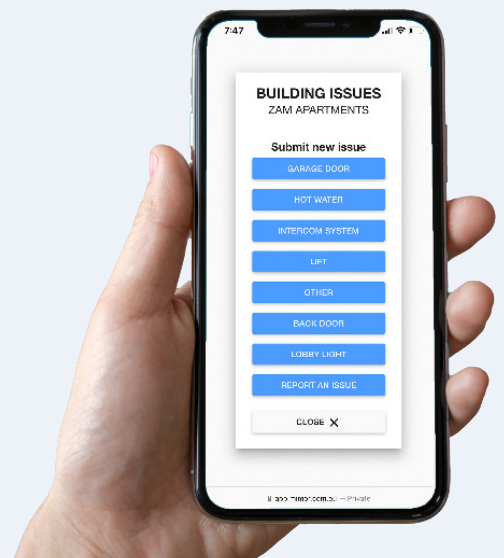 7:47
BUILDING ISSUES
ZAM APARTMENTS
Submit new issue
GARAGE DOOR
HOT WATER
INTERCOM SYSTEM
LIFT
OTHER
BACK DOOR
LOBBY LIGHT
REPORT AN ISSUE
CLOSE X
— Private